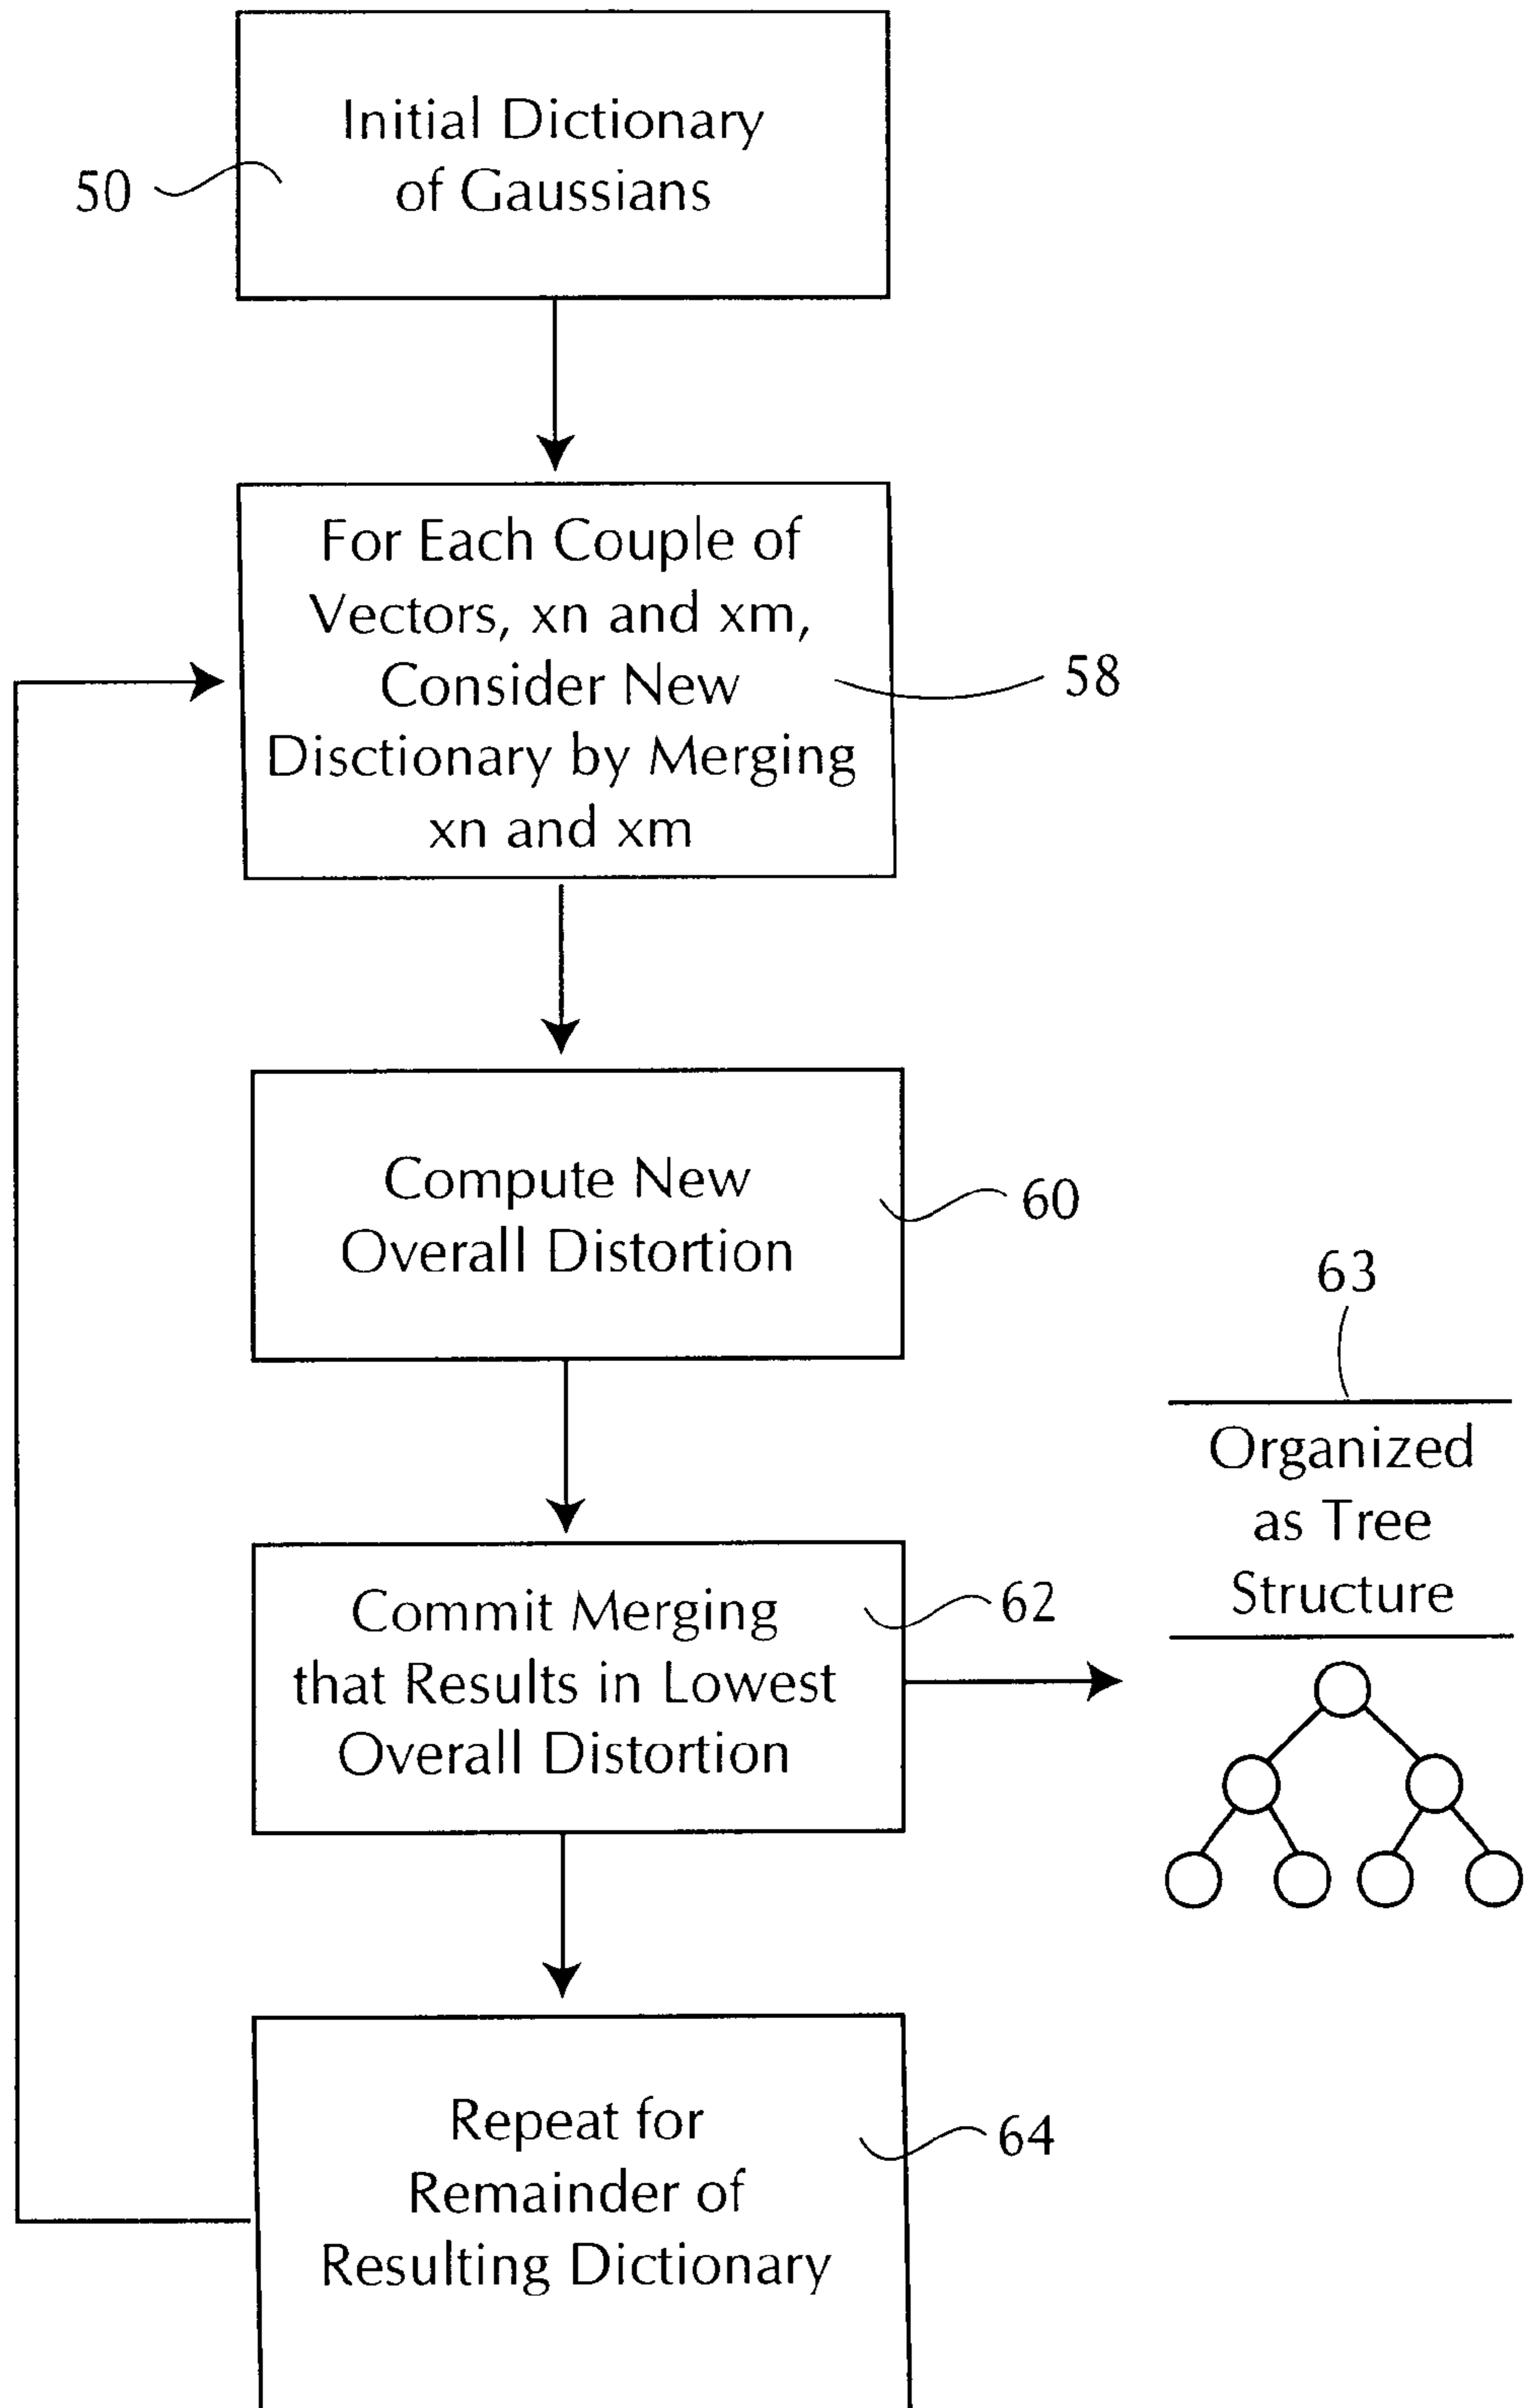 Initial Dictionary
of Gaussians
50
For Each Couple of
Vectors, xn and xm,
Consider New
Disctionary by Merging
xn and xm
58
Compute New
Overall Distortion
60
63
Organized
as Tree
Structure
Commit Merging
that Results in Lowest
Overall Distortion
62
Repeat for
Remainder of
Resulting Dictionary
64